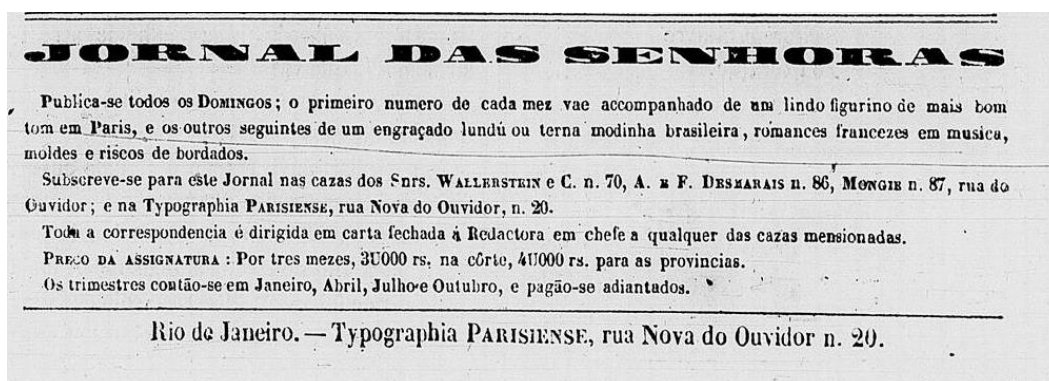 JORNAL DAS SENHORAS
Publica-se todos os DOMINGOS; o primeiro numero de cada mez vae accompanhado de um lindo figurino de mais bom
tom em Paris, e os outros seguintes de um engraçado lundú ou terna modinha brasileira, romances francezes em musica,
moldes e riscos de bordados.
Subscreve-se para este Jornal nas cazas dos Snrs. WALLERSTEIN e C. n. 70, A. E F. DESMARAIS n. 86, MONGIE n. 87, rua do
Ouvidor; e na Typographia PARISIENSE, rua Nova do Ouvidor, n. 20.
Toda a correspondencia é dirigida em carta fechada á Redactora em chefe a qualquer das cazas mensionadas.
PREÇO DA ASSIGNATURA: Por tres mezes, 3U000 rs. na côrte, 4U000 rs. para as provincias.
Os trimestres contão-se em Janeiro, Abril, Julho e Outubro, e pagão-se adiantados.
Rio de Janeiro. — Typographia PARISIENSE, rua Nova do Ouvidor n. 20.